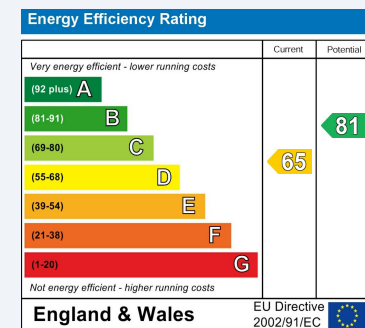 Energy Efficiency Rating
Current Potential
Very energy efficient - lower running costs
(92 plus) A
(81-91) B
81
(69-80) C
65
(55-68) D
(39-54) E
(21-38) F
(1-20) G
Not energy efficient - higher running costs
England & Wales
EU Directive
2002/91/EC